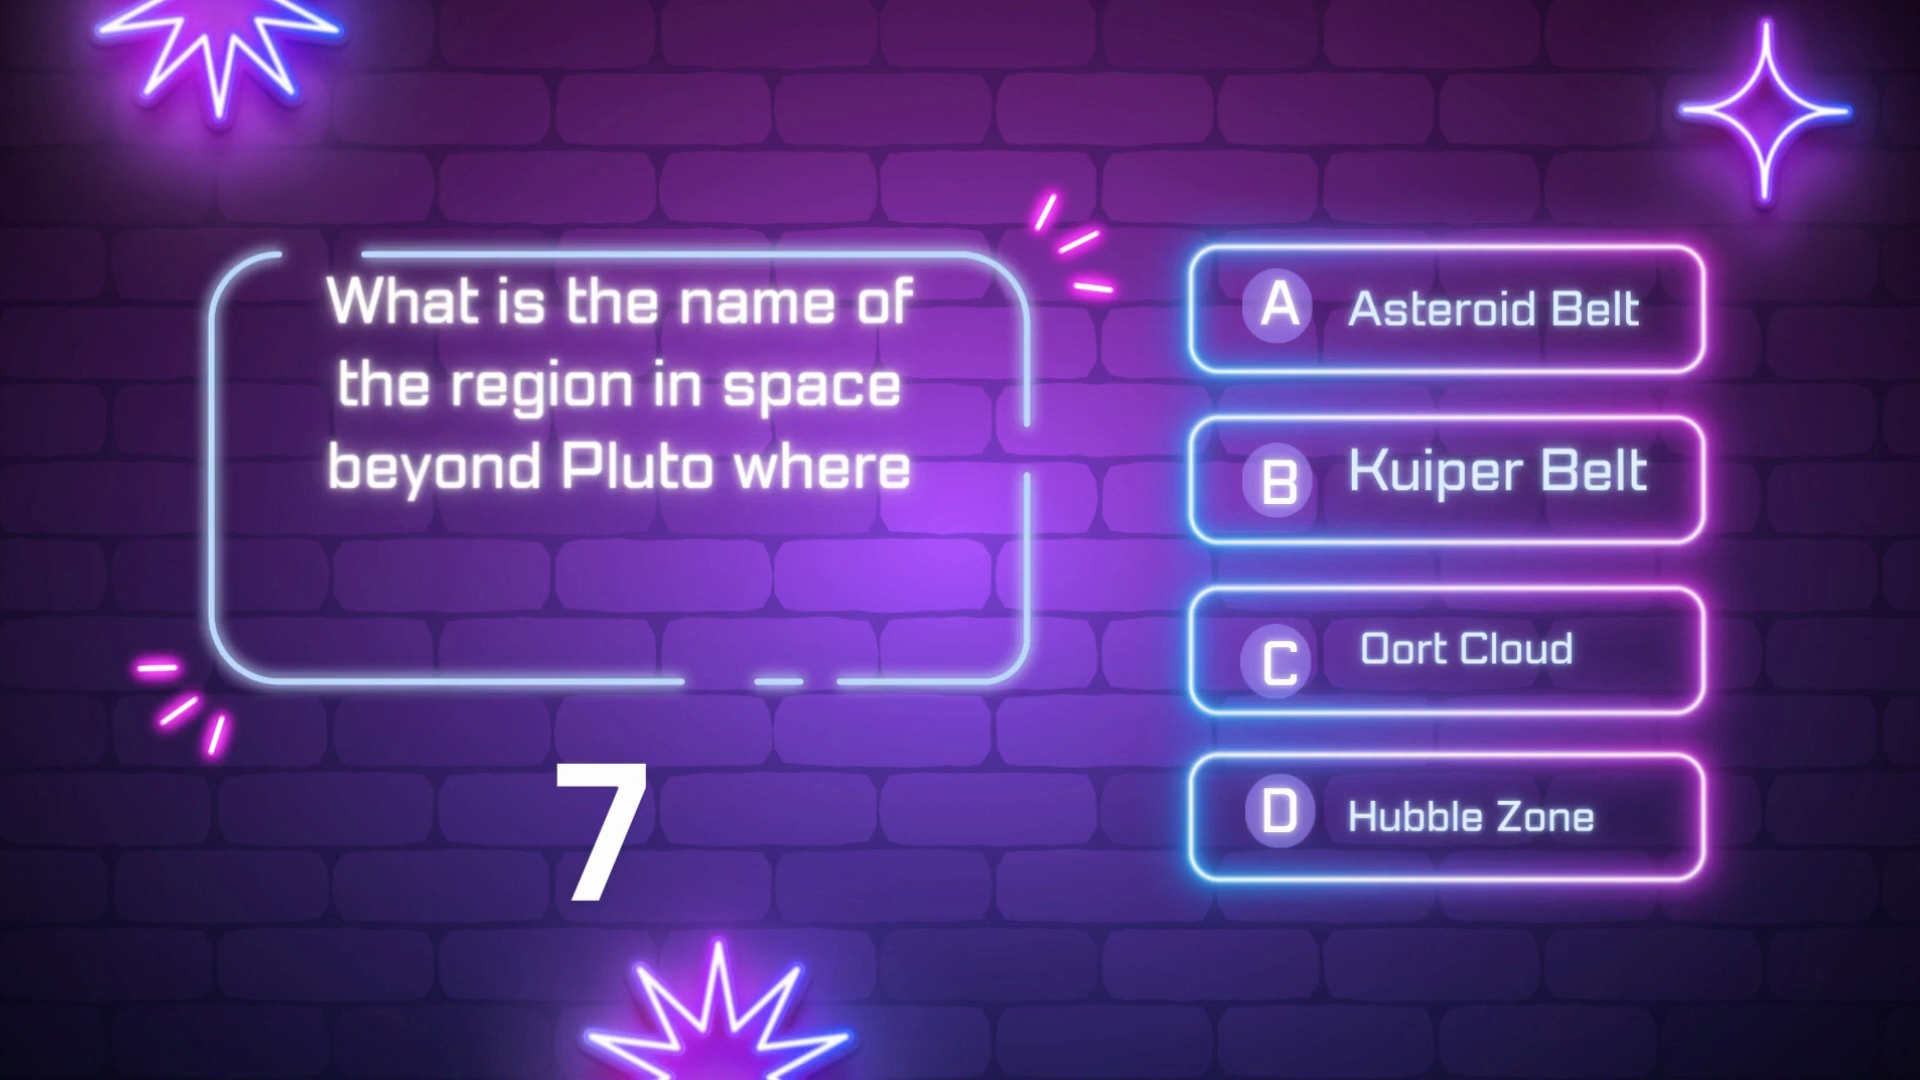 What is the name of
the region in space
beyond Pluto where
7
A Asteroid Belt
B Kuiper Belt
C Oort Cloud
D Hubble Zone